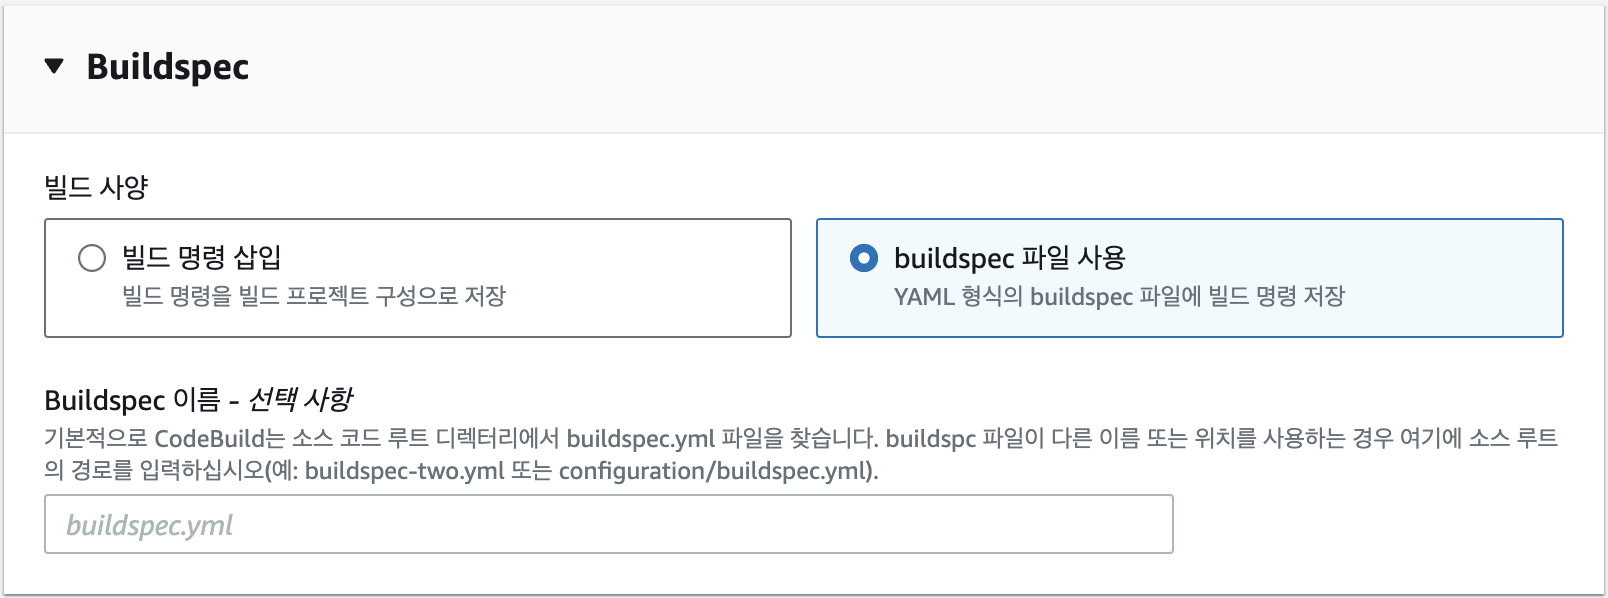 Buildspec
빌드 사양
빌드 명령 삽입
빌드 명령을 빌드 프로젝트 구성으로 저장
buildspec 파일 사용
YAML 형식의 buildspec 파일에 빌드 명령 저장
Buildspec 이름 - 선택 사항
기본적으로 CodeBuild는 소스 코드 루트 디렉터리에서 buildspec.yml 파일을 찾습니다. buildspc 파일이 다른 이름 또는 위치를 사용하는 경우 여기에 소스 루트
의 경로를 입력하십시오(예: buildspec-two.yml 또는 configuration/buildspec.yml).
buildspec.yml